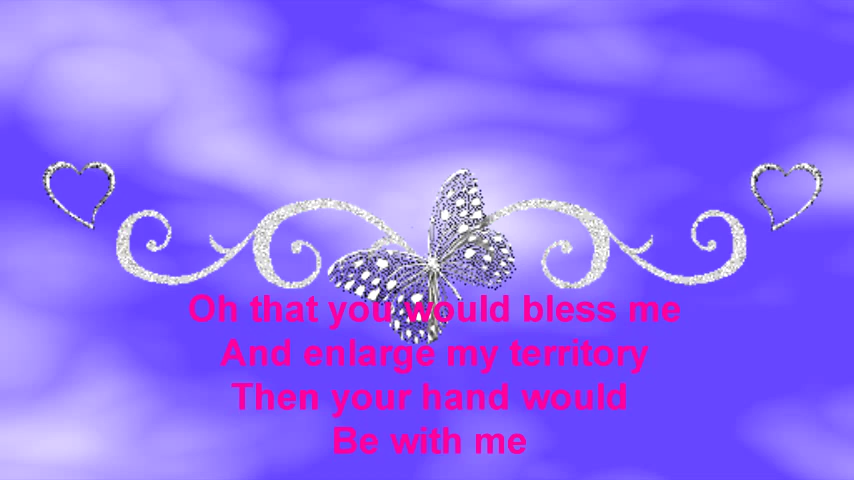 Oh that you would bless me
And enlarge my territory
Then your hand would
Be with me